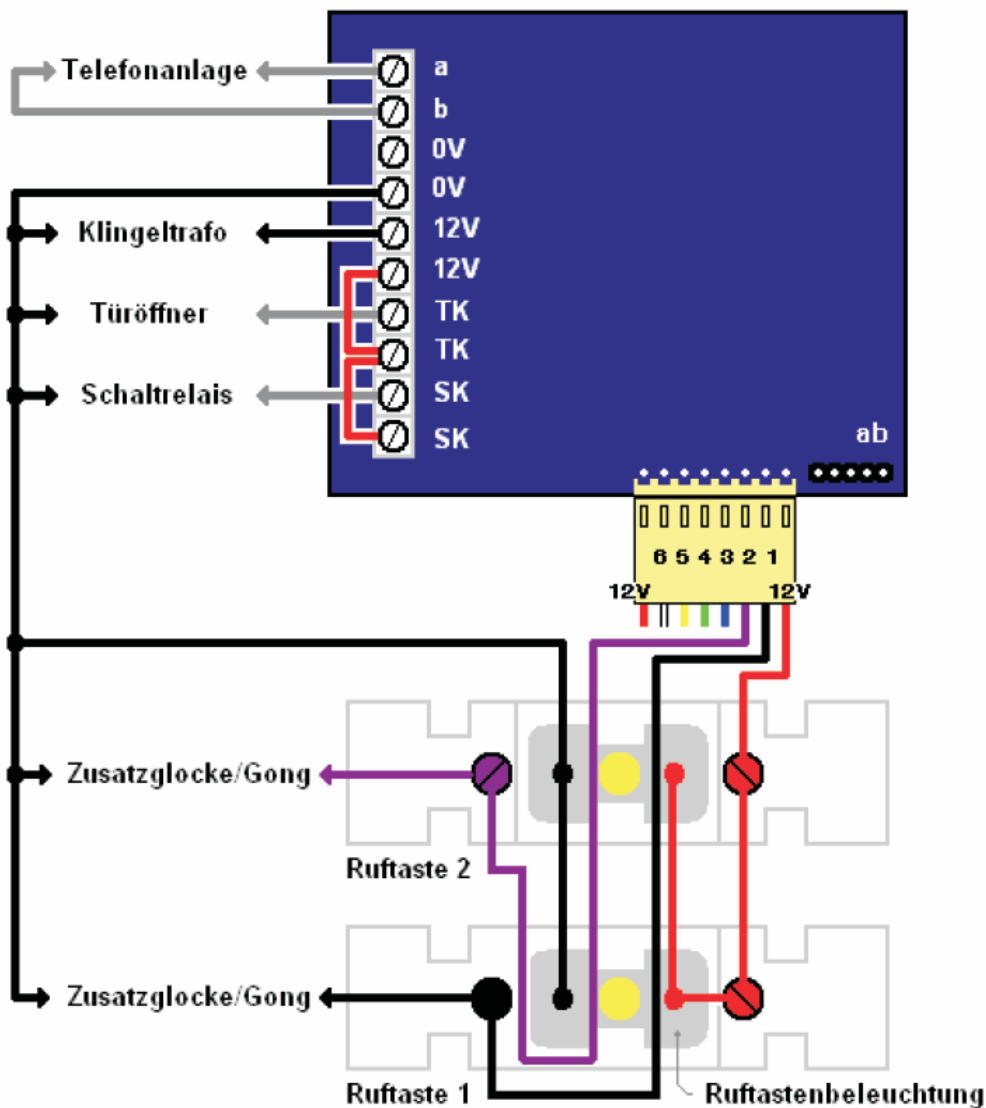 Telefonanlage a
b
0V
0V
Klingeltrafo 12V
12V
Türöffner TK
TK
Schaltrelais SK
SK
ab
6 5 4 3 2 1
12V 12V
Zusatzglocke/Gong
Ruftaste 2
Zusatzglocke/Gong
Ruftaste 1 Ruftastenbeleuchtung